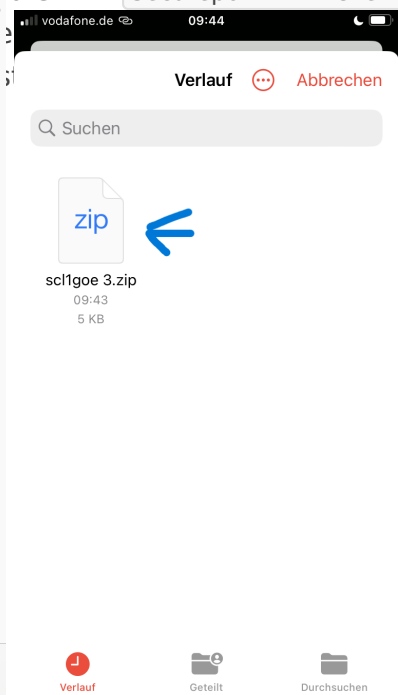 vodafone.de 09:44
Verlauf Abbrechen
Suchen
zip
scl1goe 3.zip
09:43
5 KB
Verlauf Geteilt Durchsuchen